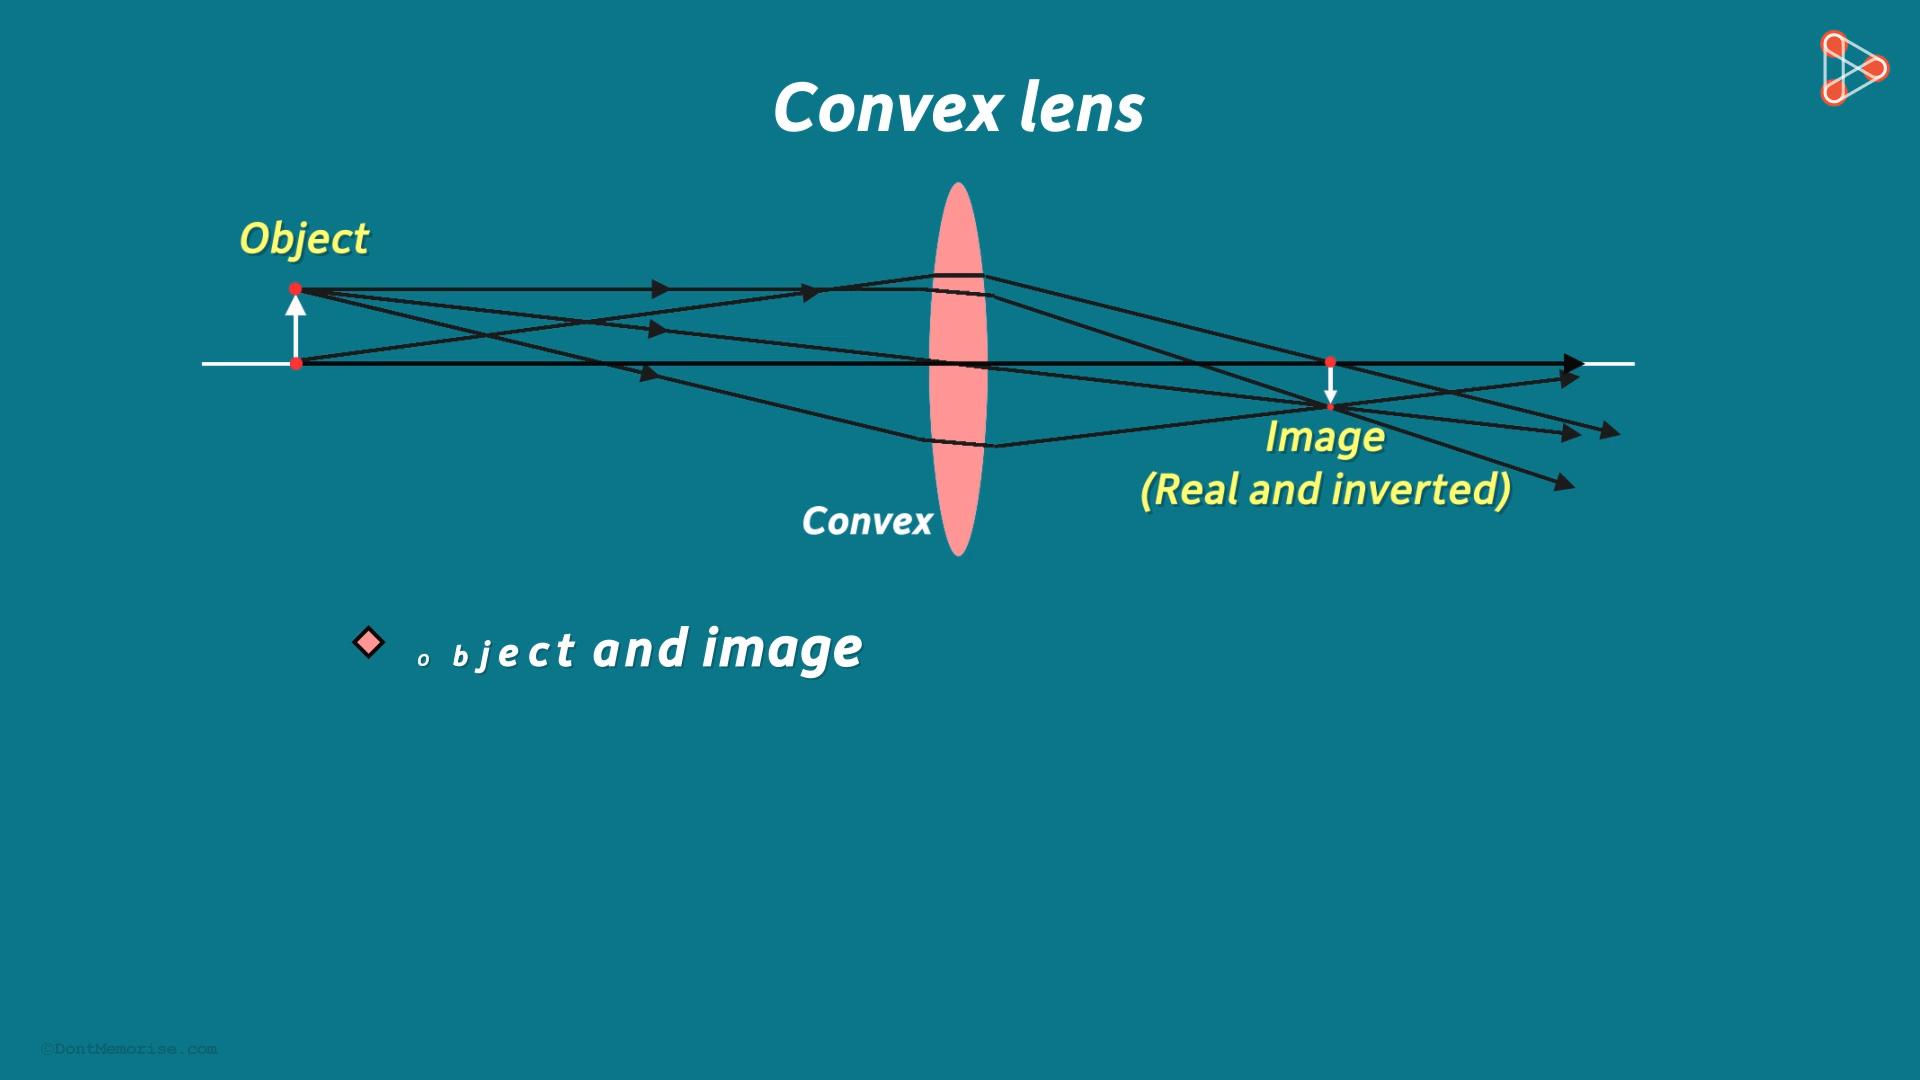 Convex lens
Object
Image
(Real and inverted)
Convex
object and image
©DontMemorise.com